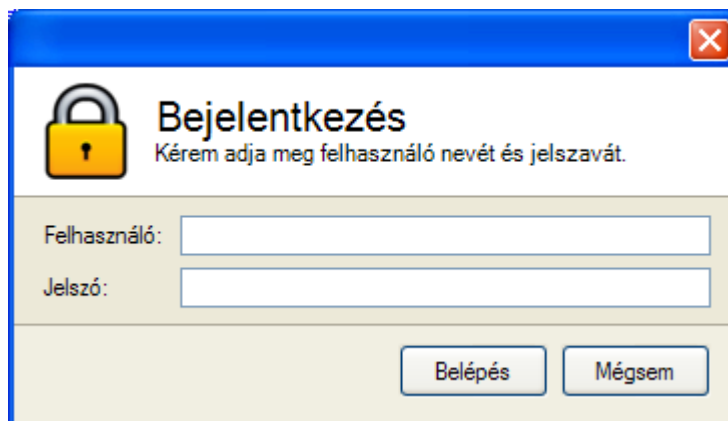 Bejelentkezés
Kérem adja meg felhasználó nevét és jelszavát.
Felhasználó:
Jelszó:
Belépés Mégsem